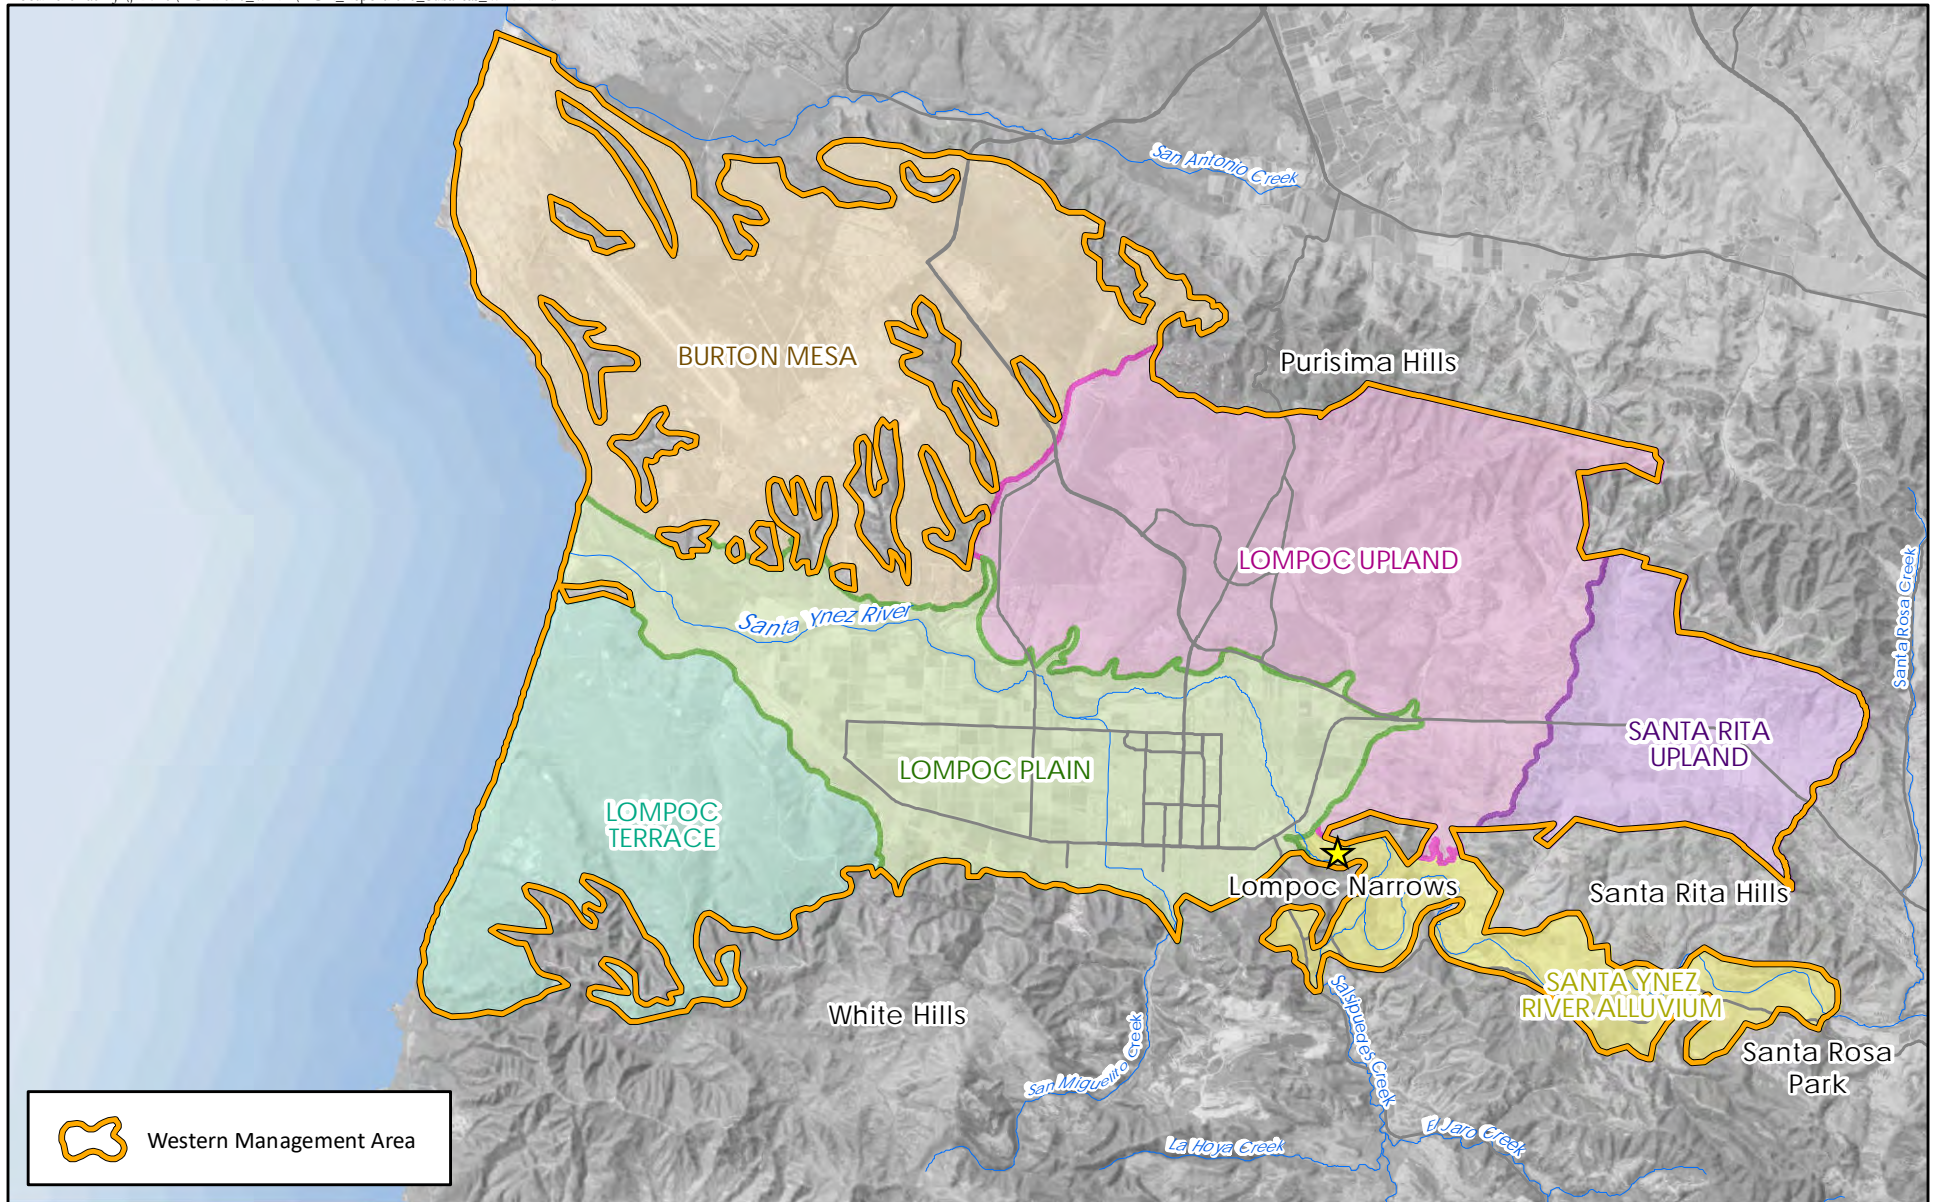 San Antonio Creek
BURTON MESA
Purisima Hills
LOMPOC UPLAND
Santa Rosa Creek
Santa Ynez River
SANTA RITA
UPLAND
LOMPOC PLAIN
LOMPOC
TERRACE
Lompoc Narrows
Santa Rita Hills
SANTA YNEZ
RIVER ALLUVIUM
White Hills
Salsipuedes Creek
Santa Rosa
Park
San Miguelito Creek
El Jaro Creek
La Hoya Creek
Western Management Area